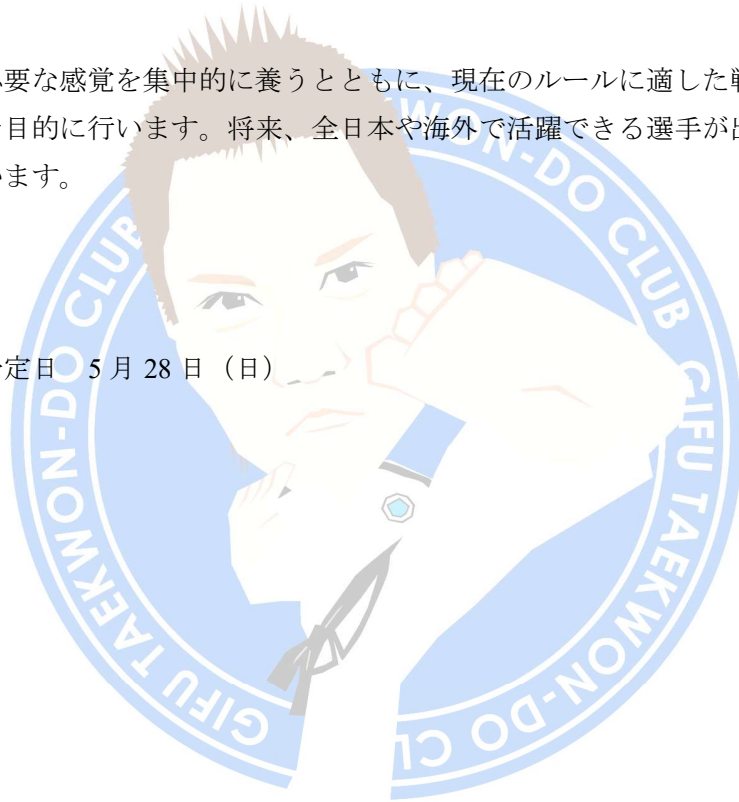 必要な感覚を集中的に養うとともに、現在のルールに適した戦
を目的に行います。将来、全日本や海外で活躍できる選手が出
います。
予定日 5月28日（日）
GIFU TAEKWON-DO CLUB GIFU TAEKWON-DO CLUB